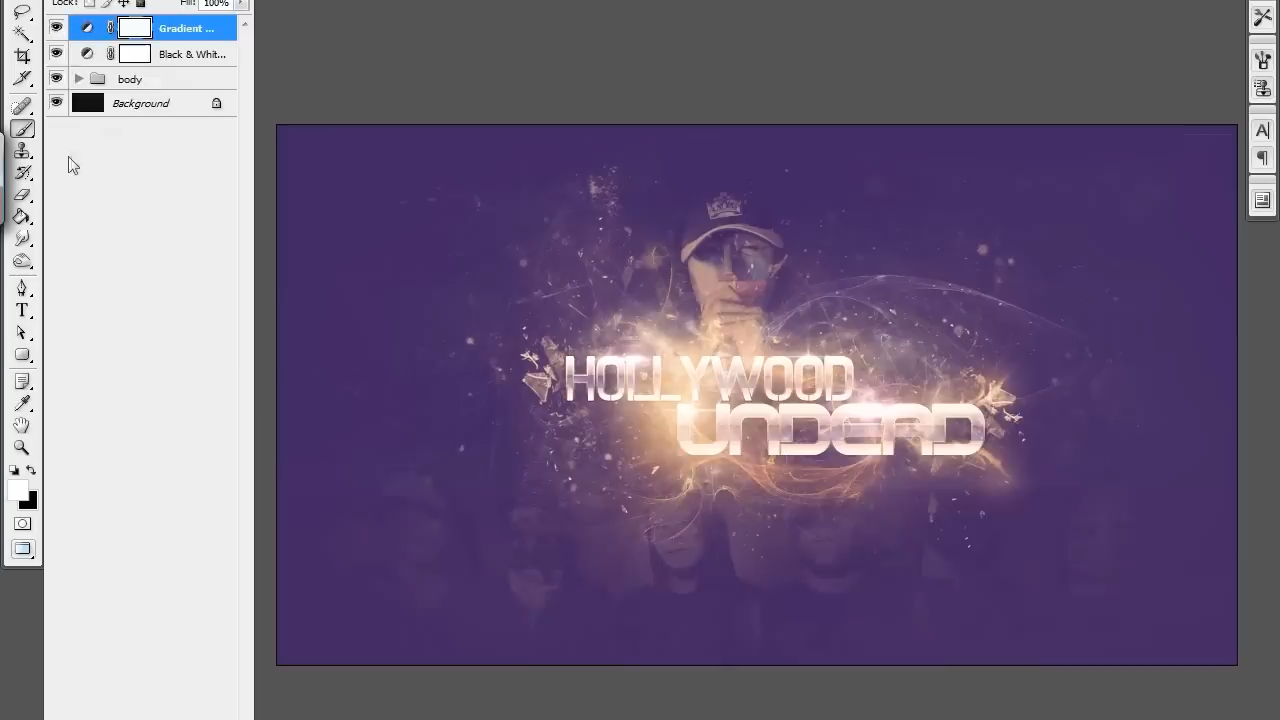 Lock:
Fill: 100%
Gradient ...
Black & Whit...
body
Background
T
A
HOLLYWOOD
UNDEAD